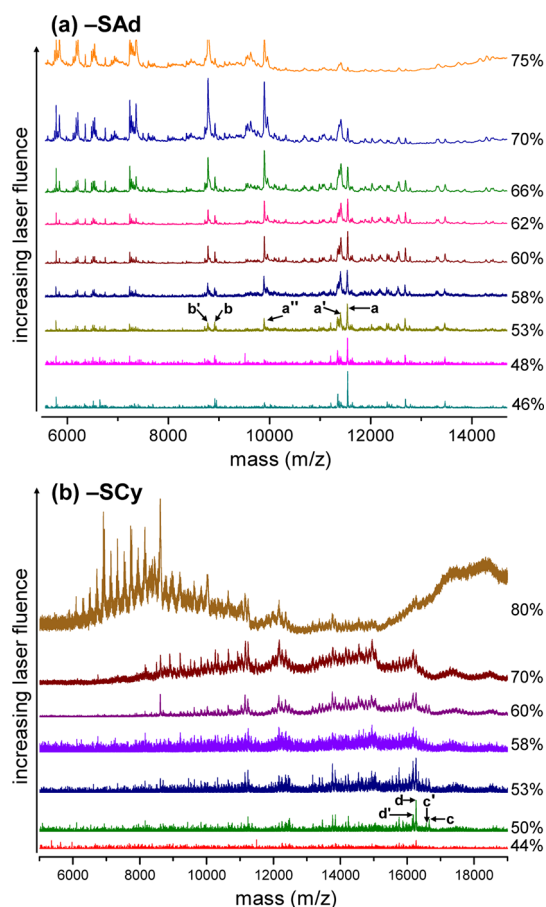 (a) –SAd
increasing laser fluence
75%
70%
66%
62%
60%
58%
b' b a'' a' a
53%
48%
46%
6000 8000 10000 12000 14000
mass (m/z)
(b) –SCy
increasing laser fluence
80%
70%
60%
58%
53%
d c'
d' c
50%
44%
6000 8000 10000 12000 14000 16000 18000
mass (m/z)